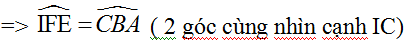 => \widehat{IFE} = \widehat{CBA} ( 2 góc cùng nhìn cạnh IC)